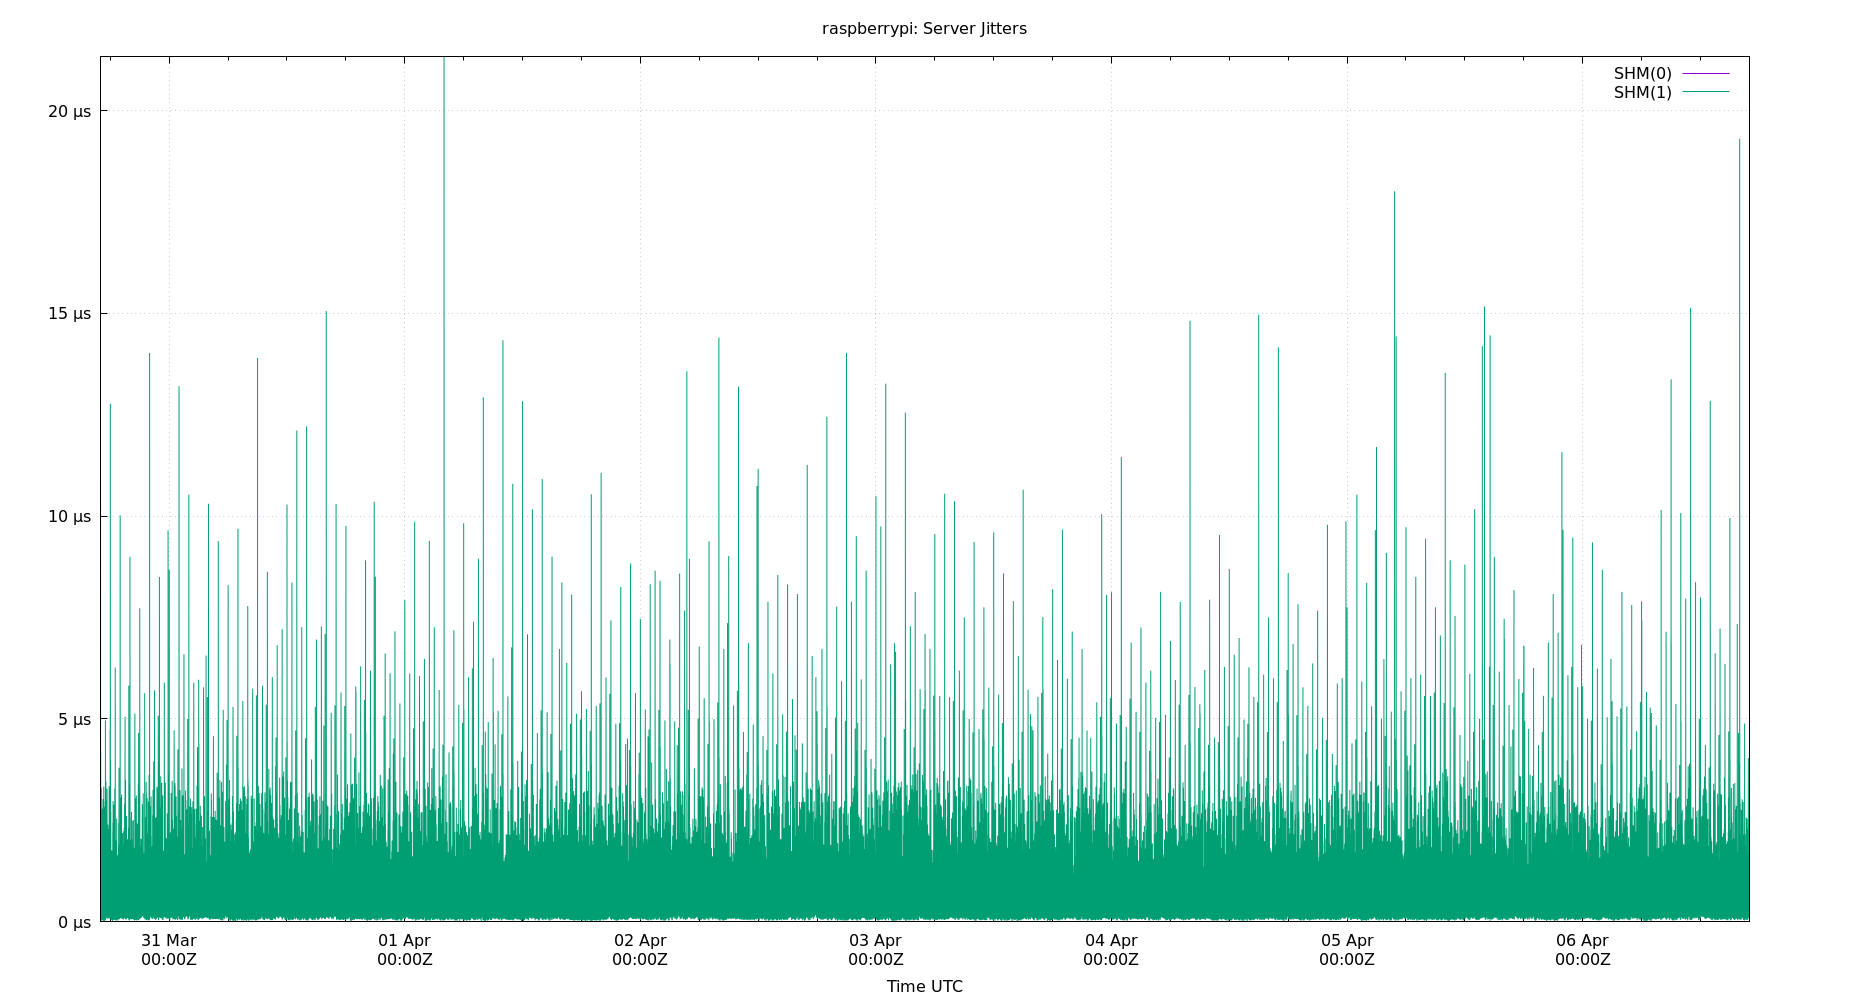 raspberrypi: Server Jitters
SHM(0)
SHM(1)
20 µs
15 µs
10 µs
5 µs
0 µs
31 Mar 01 Apr 02 Apr 03 Apr 04 Apr 05 Apr 06 Apr
00:00Z 00:00Z 00:00Z 00:00Z 00:00Z 00:00Z 00:00Z
Time UTC